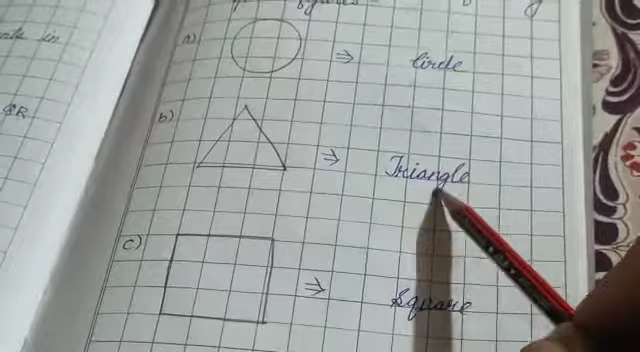 a) ⇒ Circle
b) ⇒ Triangle
c) ⇒ Square